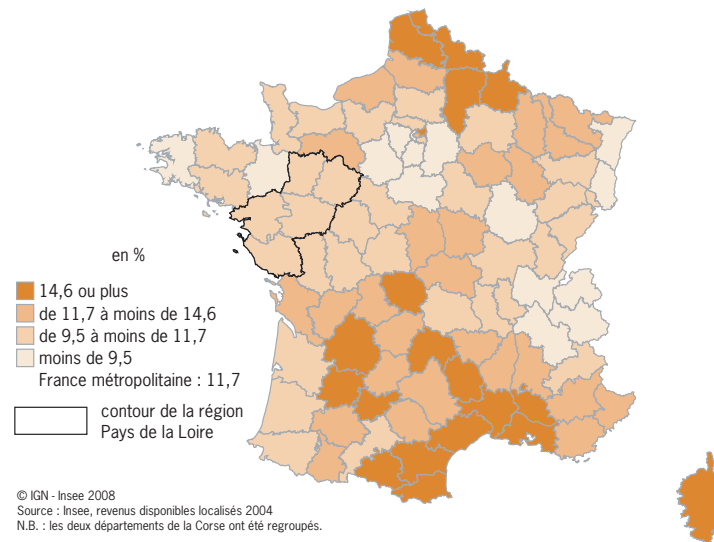 en %
14,6 ou plus
de 11,7 à moins de 14,6
de 9,5 à moins de 11,7
moins de 9,5
France métropolitaine : 11,7
contour de la région
Pays de la Loire
© IGN - Insee 2008
Source : Insee, revenus disponibles localisés 2004
N.B. : les deux départements de la Corse ont été regroupés.